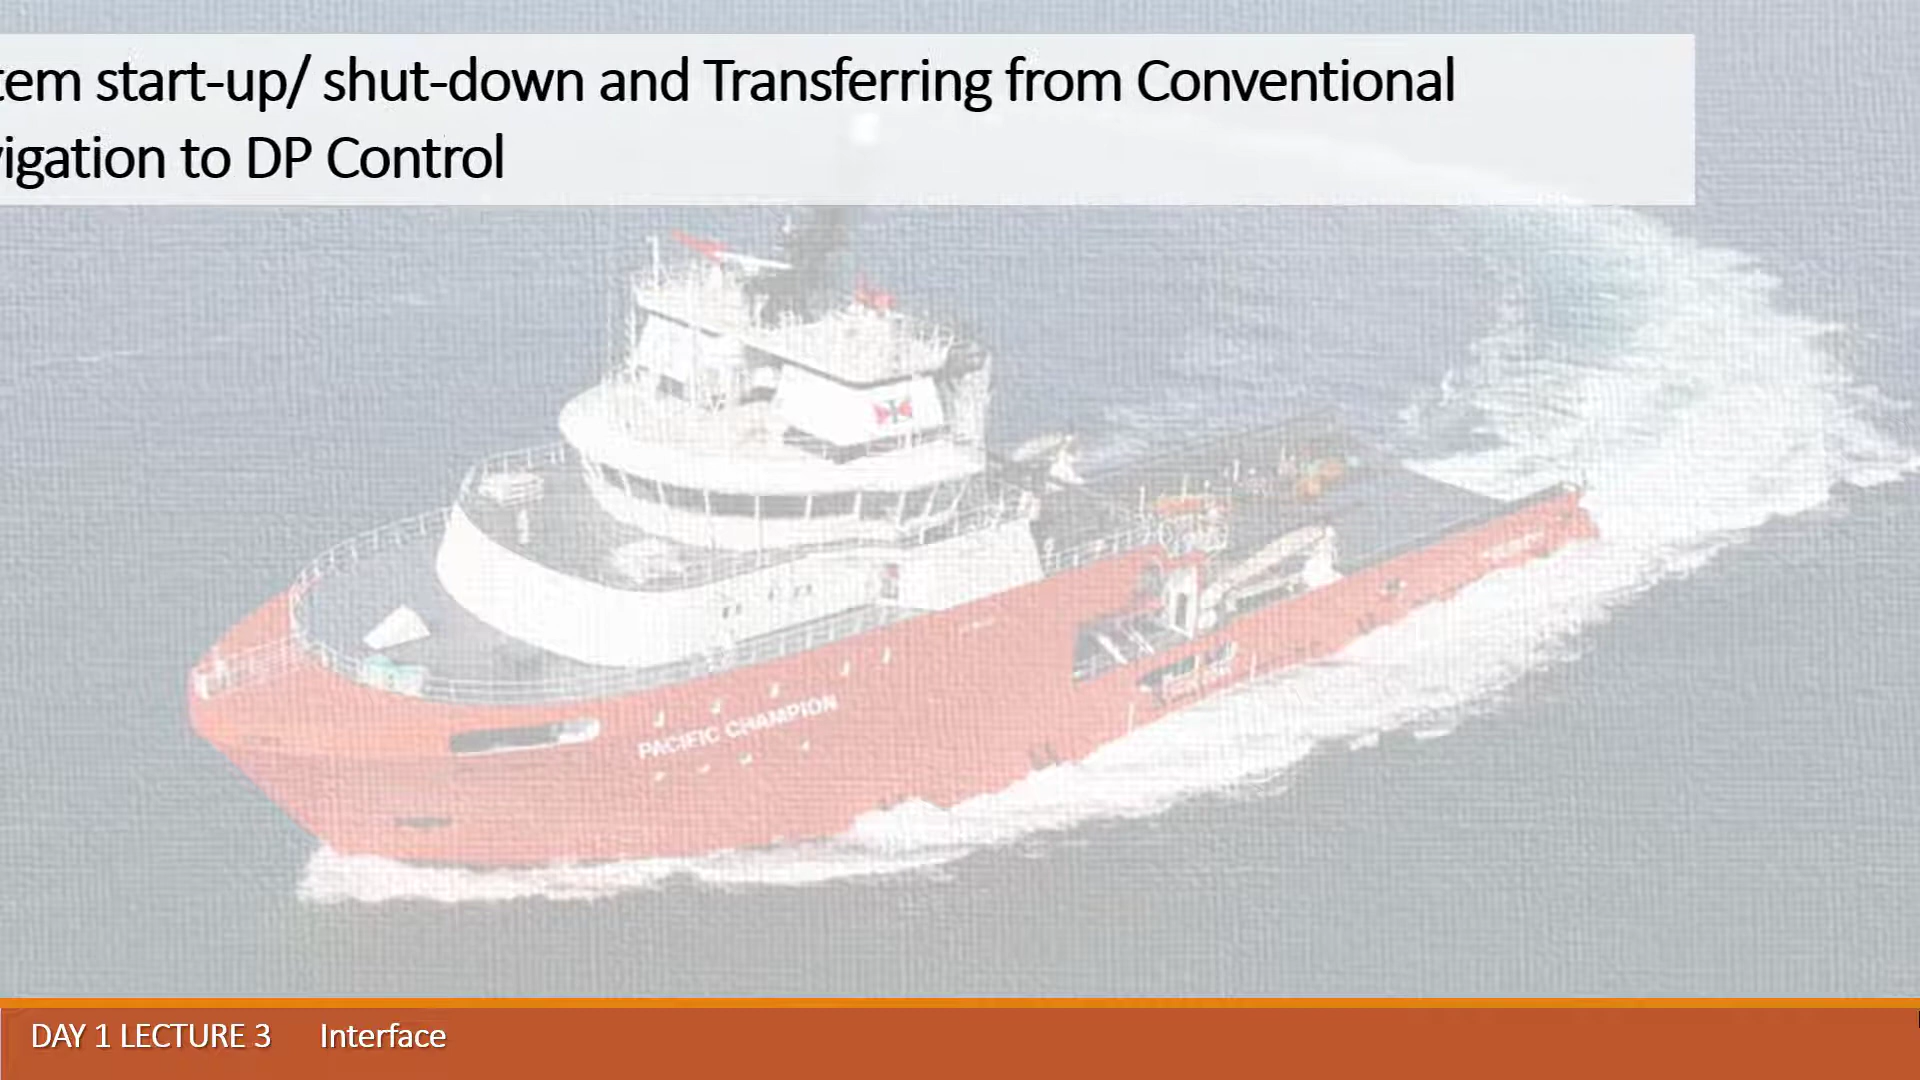 tem start-up/ shut-down and Transferring from Conventional
vigation to DP Control
PACIFIC CHAMPION
DAY 1 LECTURE 3 Interface